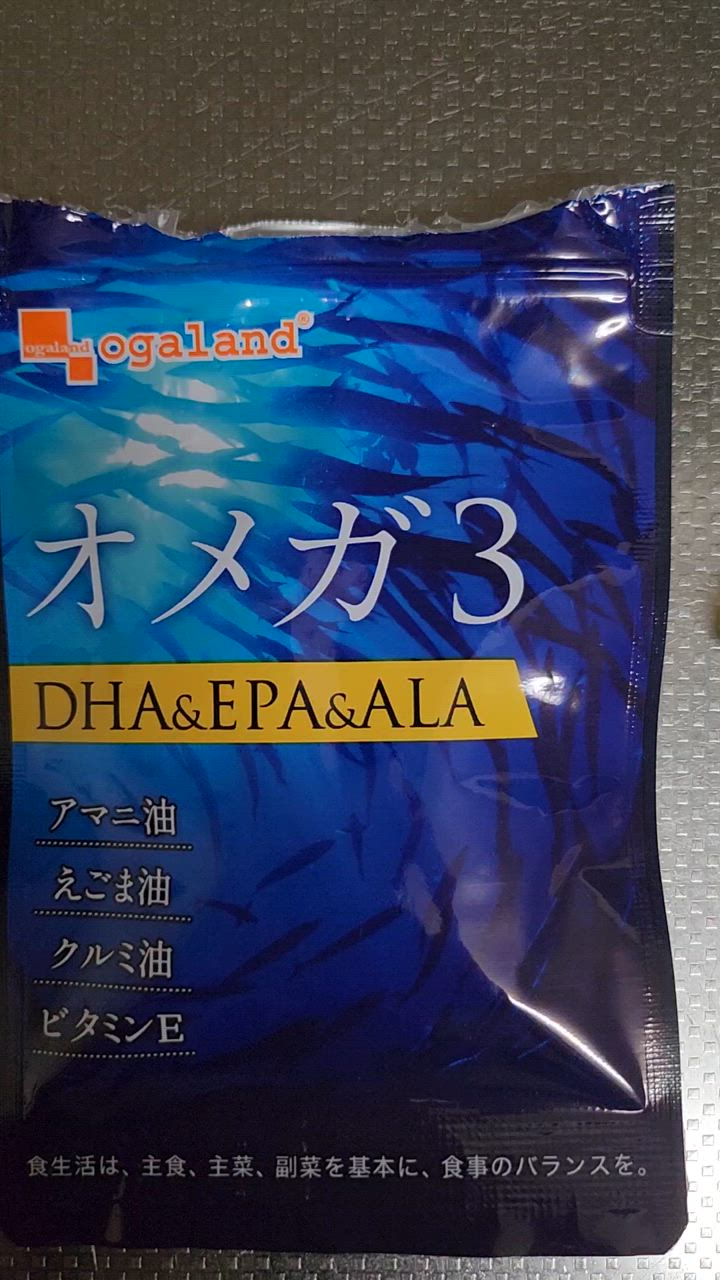 ogaland
ogaland®
オメガ3
DHA&EPA&ALA
アマニ油
えごま油
クルミ油
ビタミンE
食生活は、主食、主菜、副菜を基本に、食事のバランスを。